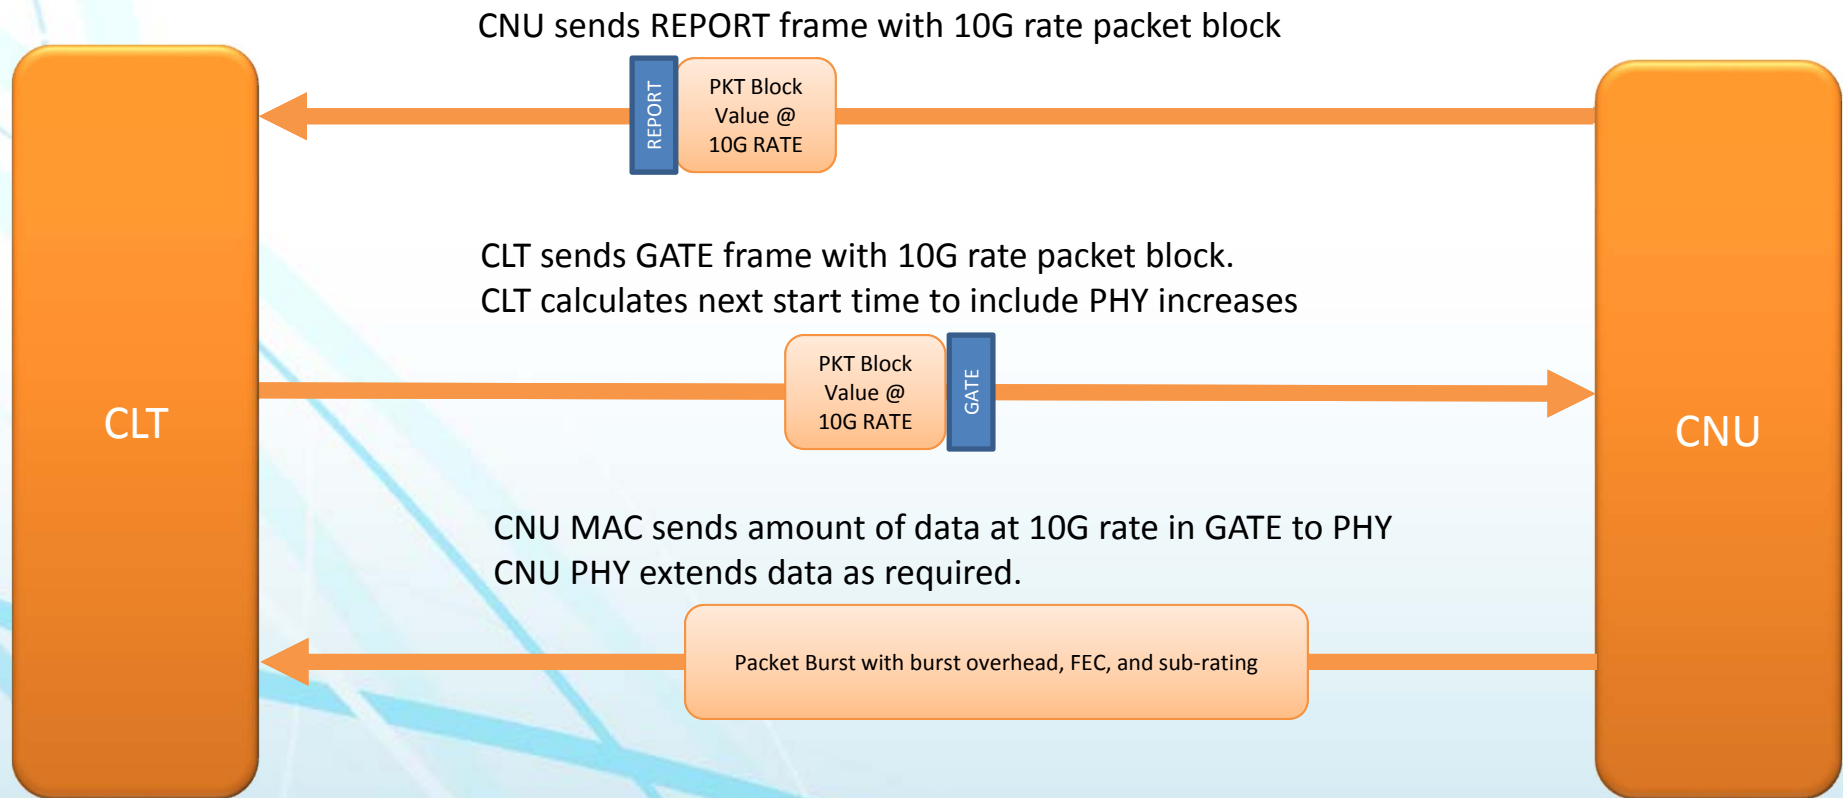 CNU sends REPORT frame with 10G rate packet block
REPORT
PKT Block
Value @
10G RATE
CLT sends GATE frame with 10G rate packet block.
CLT calculates next start time to include PHY increases
PKT Block
Value @
10G RATE
GATE
CLT
CNU
CNU MAC sends amount of data at 10G rate in GATE to PHY
CNU PHY extends data as required.
Packet Burst with burst overhead, FEC, and sub-rating